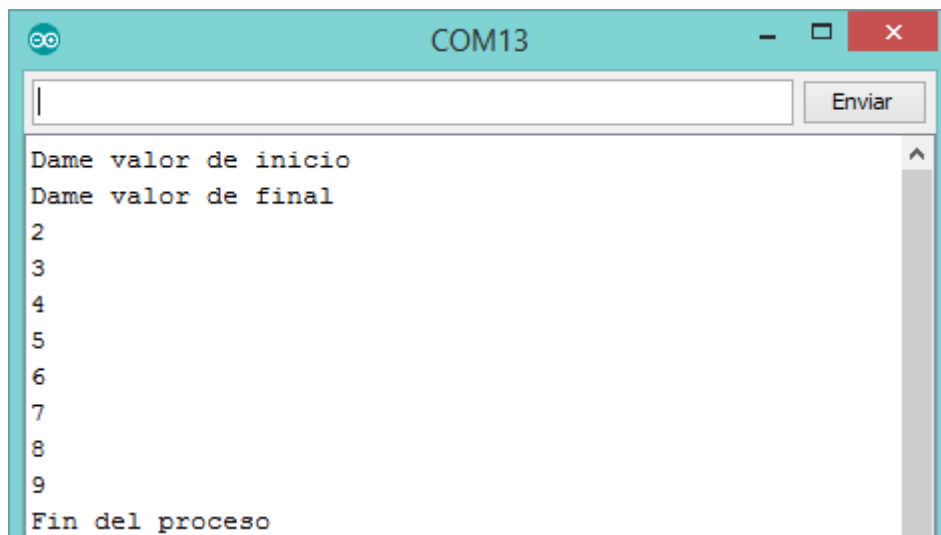 COM13
Enviar
Dame valor de inicio
Dame valor de final
2
3
4
5
6
7
8
9
Fin del proceso